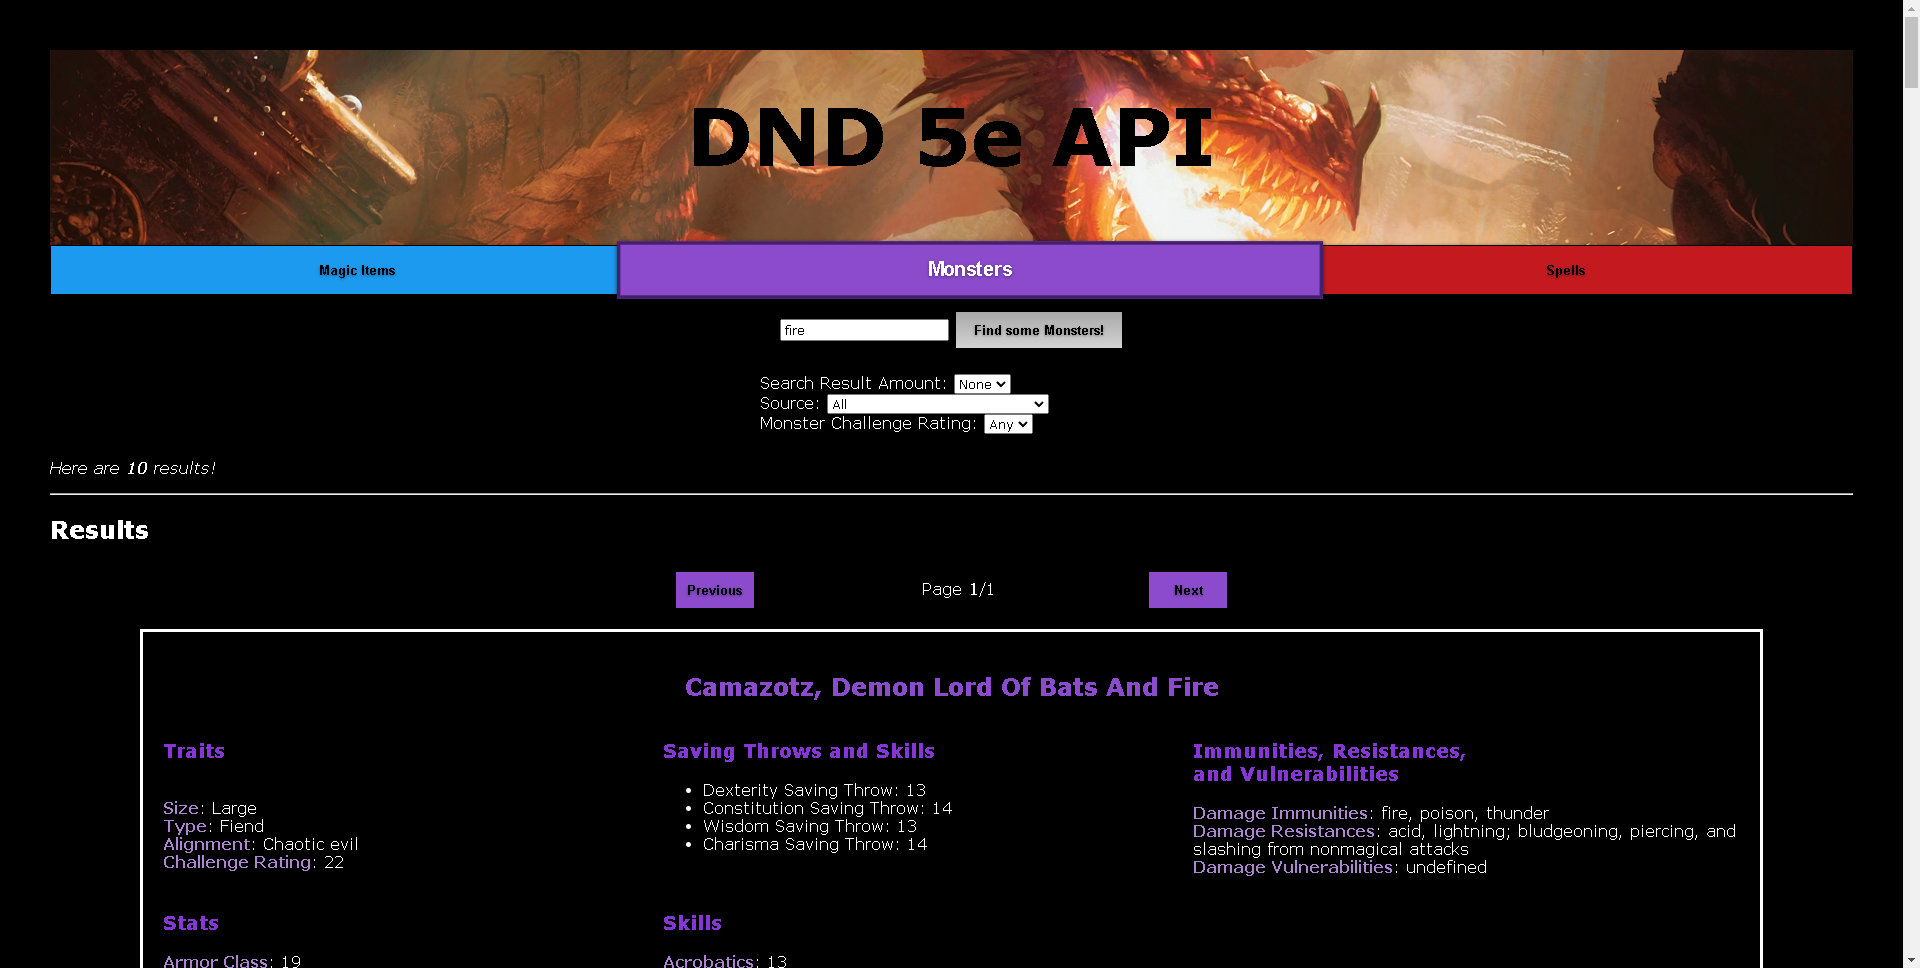 DND 5e API
Magic Items
Monsters
Spells
fire
Find some Monsters!
Search Result Amount: None
Source: All
Monster Challenge Rating: Any
Here are 10 results!
Results
Previous
Page 1/1
Next
Camazotz, Demon Lord Of Bats And Fire
Traits
Size: Large
Type: Fiend
Alignment: Chaotic evil
Challenge Rating: 22
Saving Throws and Skills
Dexterity Saving Throw: 13
Constitution Saving Throw: 14
Wisdom Saving Throw: 13
Charisma Saving Throw: 14
Immunities, Resistances,
and Vulnerabilities
Damage Immunities: fire, poison, thunder
Damage Resistances: acid, lightning; bludgeoning, piercing, and
slashing from nonmagical attacks
Damage Vulnerabilities: undefined
Stats
Armor Class: 19
Skills
Acrobatics: 13